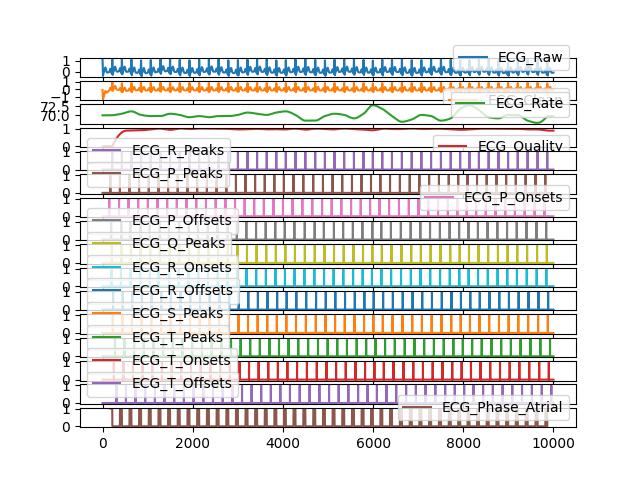 1
0
ECG_Raw
0
−1
72.5
70.0
ECG_Rate
1
0
ECG_Quality
1
0
ECG_R_Peaks
1
0
ECG_P_Peaks
1
0
ECG_P_Onsets
1
0
ECG_P_Offsets
1
0
ECG_Q_Peaks
1
0
ECG_R_Onsets
1
0
ECG_R_Offsets
1
0
ECG_S_Peaks
1
0
ECG_T_Peaks
1
0
ECG_T_Onsets
1
0
ECG_T_Offsets
1
0
ECG_Phase_Atrial
0 2000 4000 6000 8000 10000